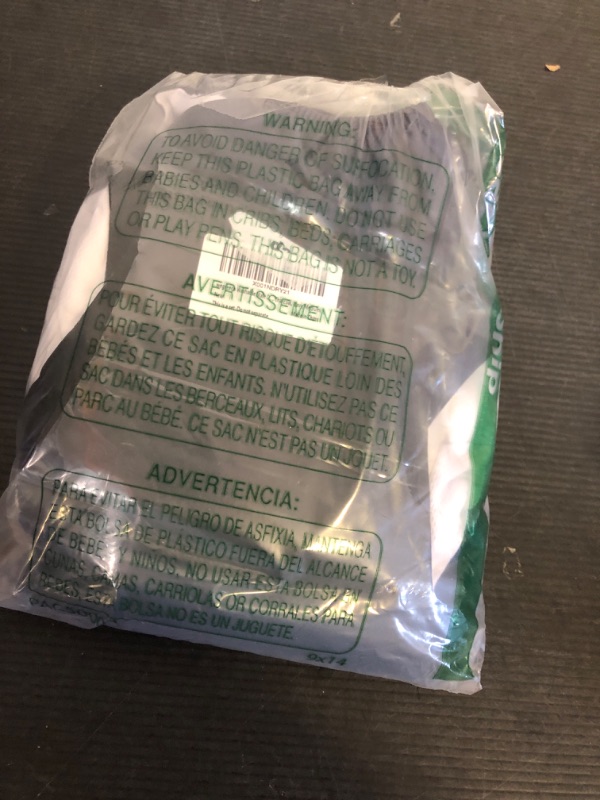 WARNING:
TO AVOID DANGER OF SUFFOCATION,
KEEP THIS PLASTIC BAG AWAY FROM
BABIES AND CHILDREN. DO NOT USE
THIS BAG IN CRIBS, BEDS, CARRIAGES
OR PLAY PENS. THIS BAG IS NOT A TOY.
AVERTISSEMENT:
POUR ÉVITER TOUT RISQUE D'ÉTOUFFEMENT,
GARDEZ CE SAC EN PLASTIQUE LOIN DES
BÉBÉS ET LES ENFANTS. N'UTILISEZ PAS CE
SAC DANS LES BERCEAUX, LITS, CHARIOTS OU
PARC AU BÉBÉ. CE SAC N'EST PAS UN JOUET.
ADVERTENCIA:
PARA EVITAR EL PELIGRO DE ASFIXIA, MANTENGA
ESTA BOLSA DE PLÁSTICO FUERA DEL ALCANCE
DE BEBÉS Y NIÑOS. NO USAR ESTA BOLSA EN
CUNAS, CAMAS, CARRIOLAS OR CORRALES PARA
BEBES. ESTA BOLSA NO ES UN JUGUETE.
9x14